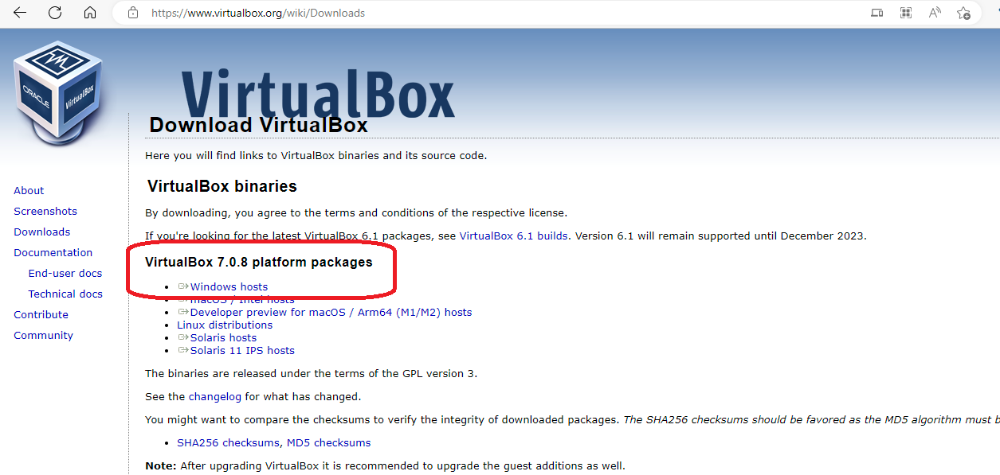 https://www.virtualbox.org/wiki/Downloads
ORACLE
VirtualBox
VirtualBox
Download VirtualBox
Here you will find links to VirtualBox binaries and its source code.
VirtualBox binaries
About
Screenshots
Downloads
Documentation
End-user docs
Technical docs
Contribute
Community
By downloading, you agree to the terms and conditions of the respective license.
If you're looking for the latest VirtualBox 6.1 packages, see VirtualBox 6.1 builds. Version 6.1 will remain supported until December 2023.
VirtualBox 7.0.8 platform packages
Windows hosts
macOS / Intel hosts
Developer preview for macOS / Arm64 (M1/M2) hosts
Linux distributions
Solaris hosts
Solaris 11 IPS hosts
The binaries are released under the terms of the GPL version 3.
See the changelog for what has changed.
You might want to compare the checksums to verify the integrity of downloaded packages. The SHA256 checksums should be favored as the MD5 algorithm must
SHA256 checksums, MD5 checksums
Note: After upgrading VirtualBox it is recommended to upgrade the guest additions as well.